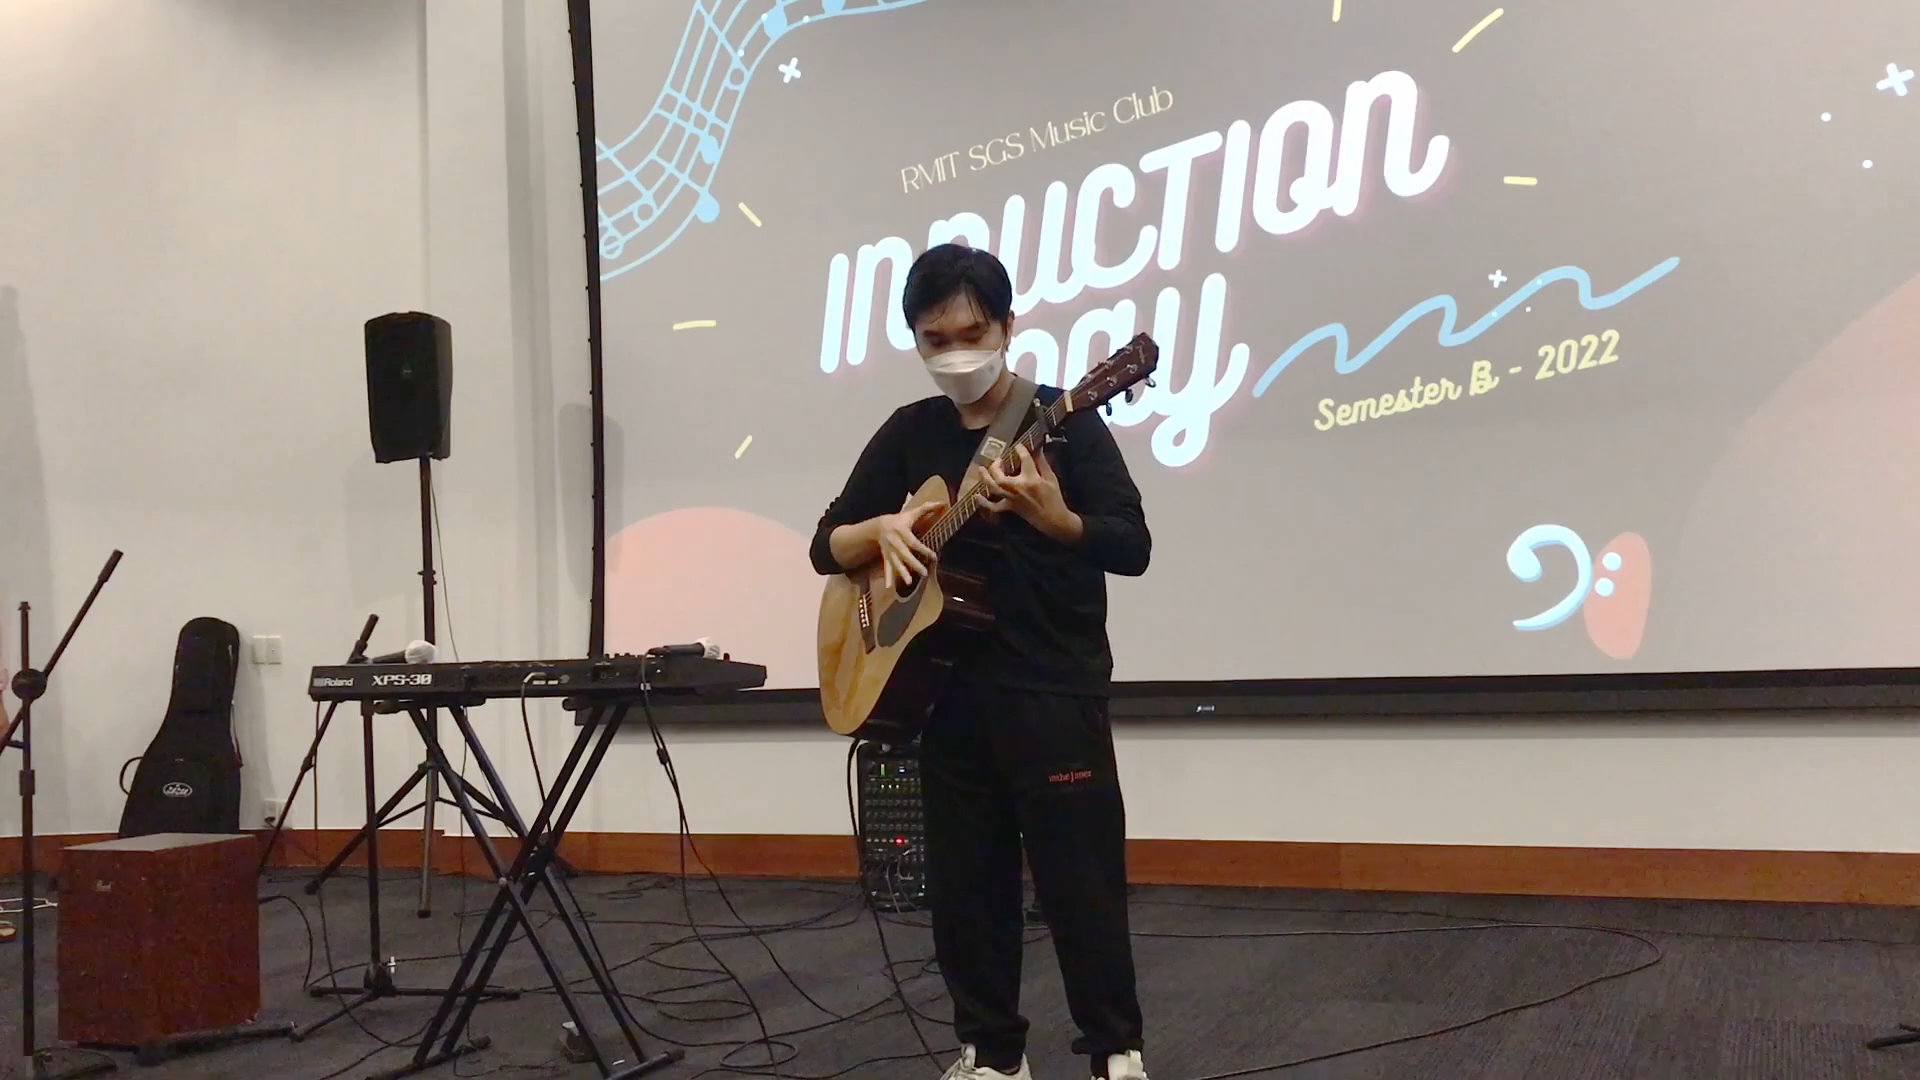 RMIT SGS Music Club
INDUCTION
DAY
Semester B - 2022
Roland
XPS-30